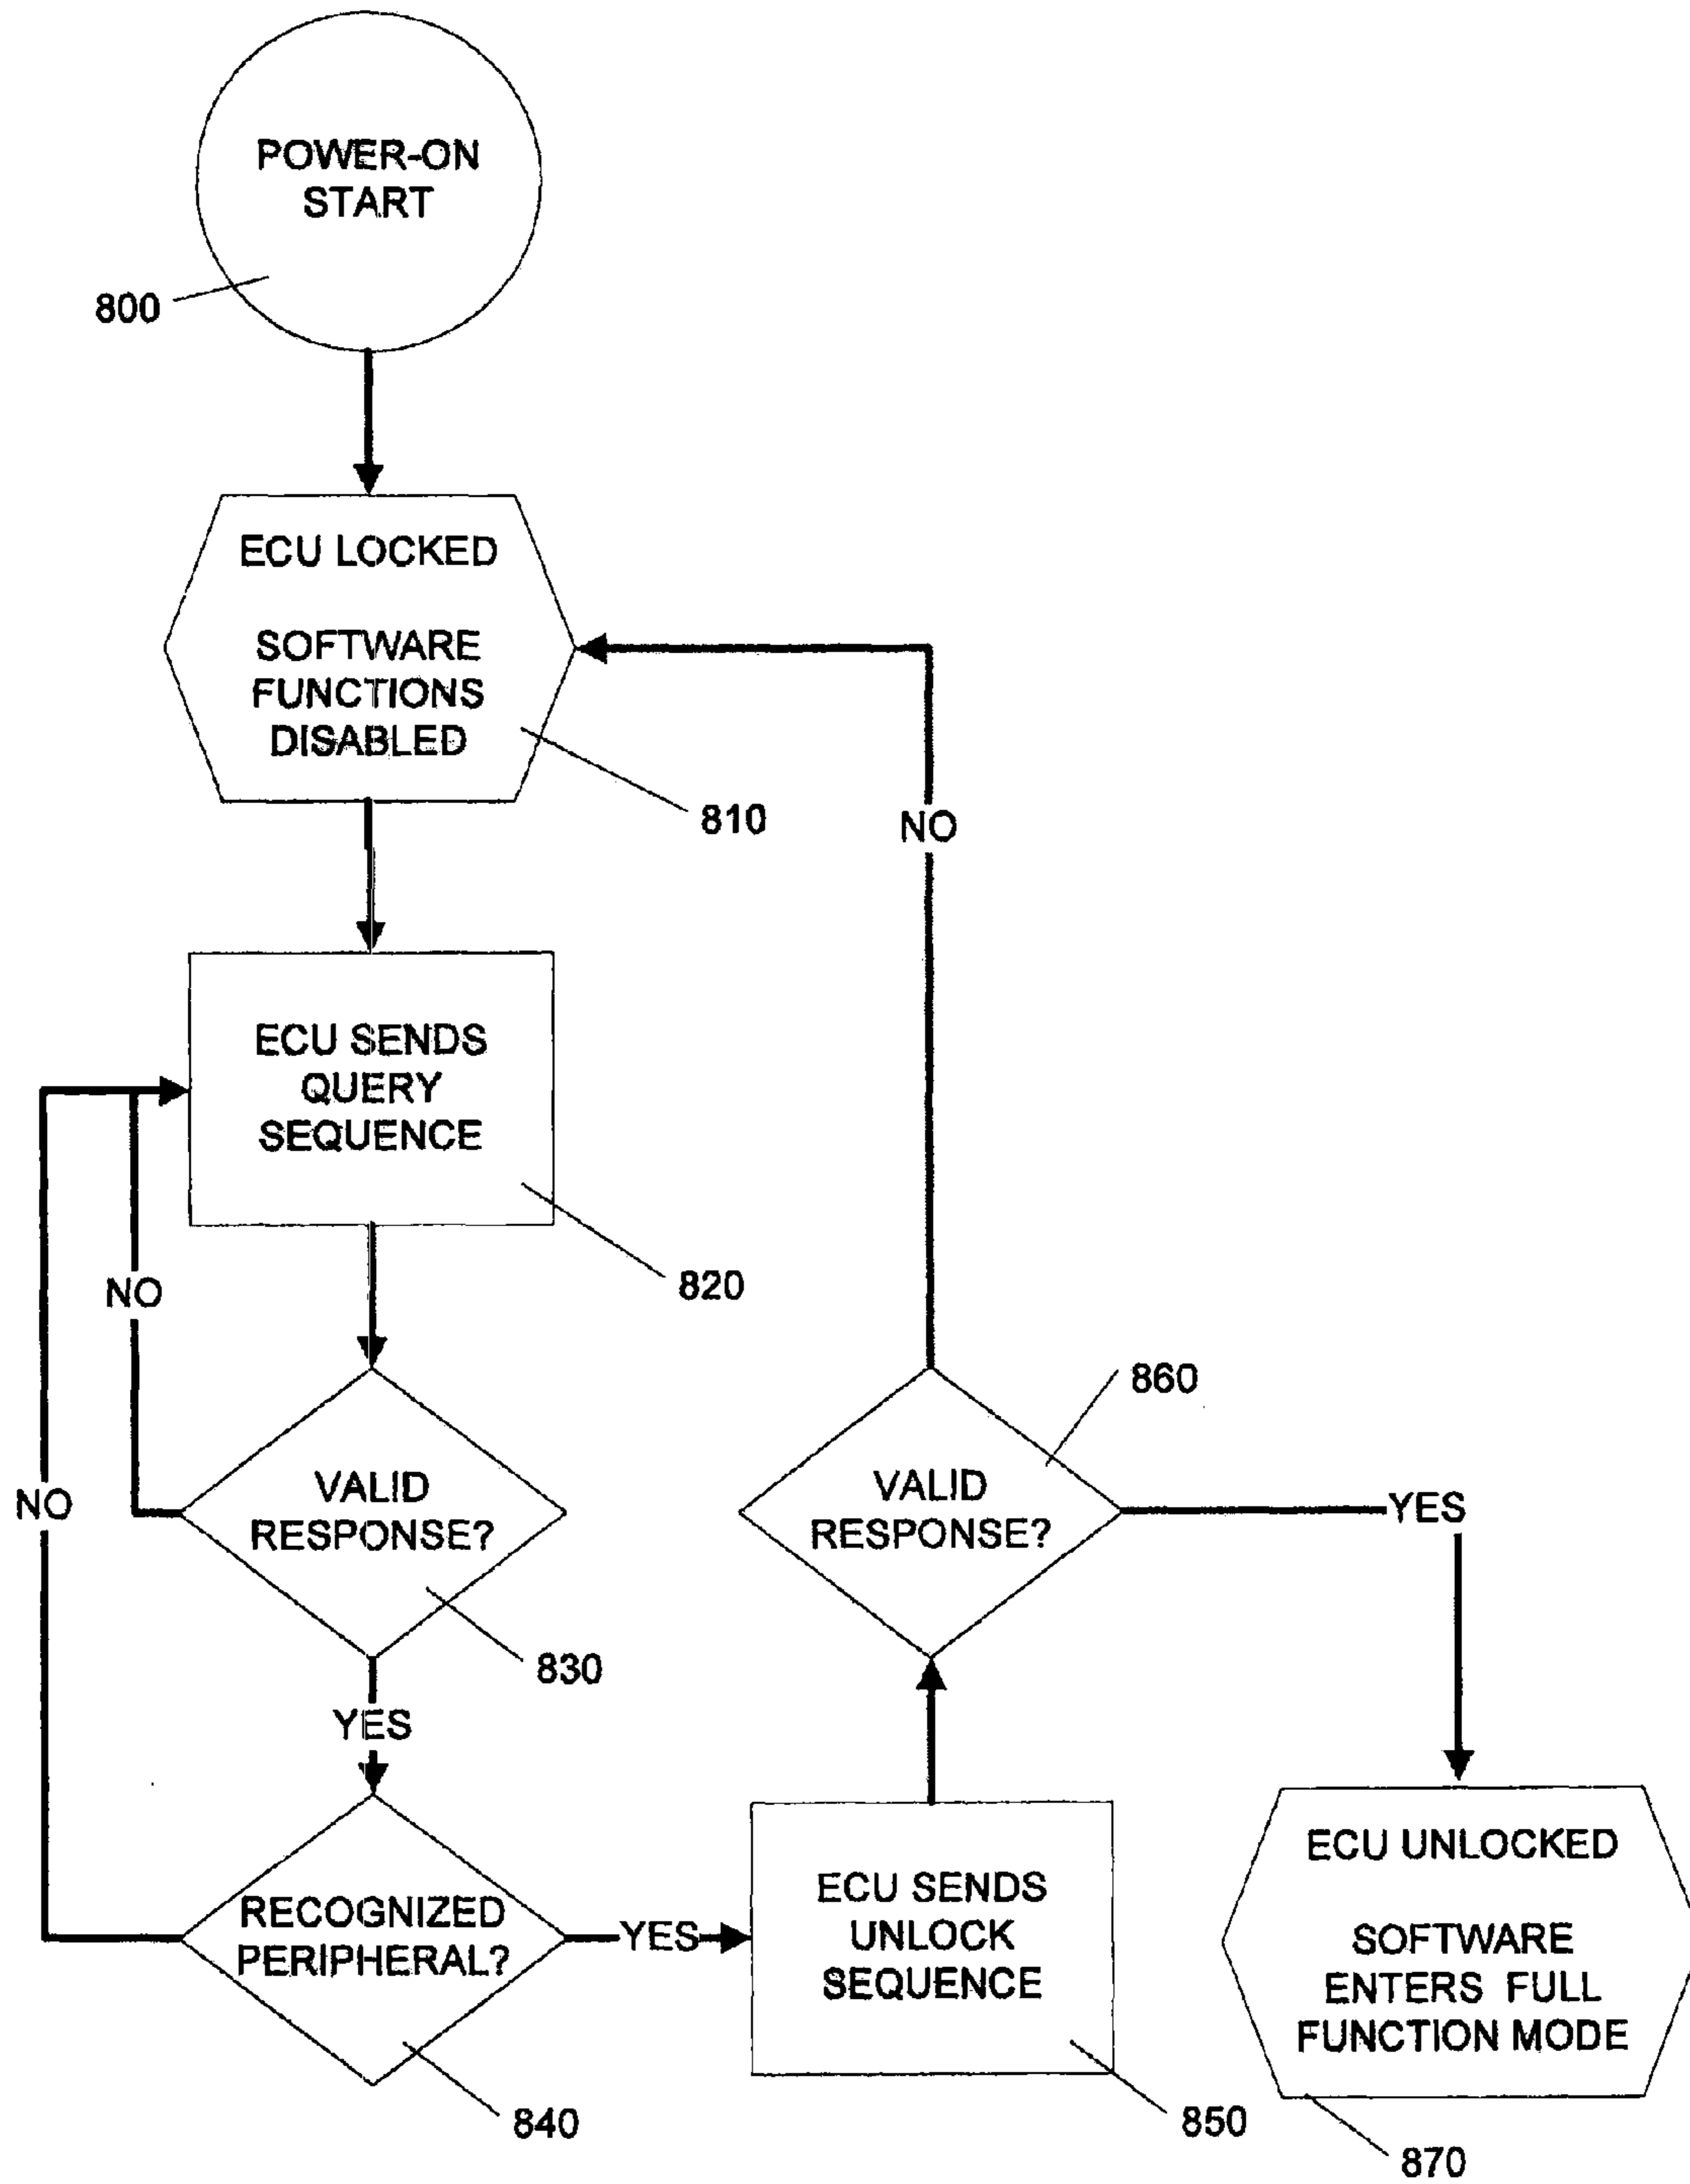 POWER-ON
START
800
ECU LOCKED
SOFTWARE
FUNCTIONS
DISABLED
810
NO
ECU SENDS
QUERY
SEQUENCE
820
NO
NO
VALID
RESPONSE?
830
YES
VALID
RESPONSE?
860
YES
RECOGNIZED
PERIPHERAL?
840
YES
ECU SENDS
UNLOCK
SEQUENCE
850
ECU UNLOCKED
SOFTWARE
ENTERS FULL
FUNCTION MODE
870